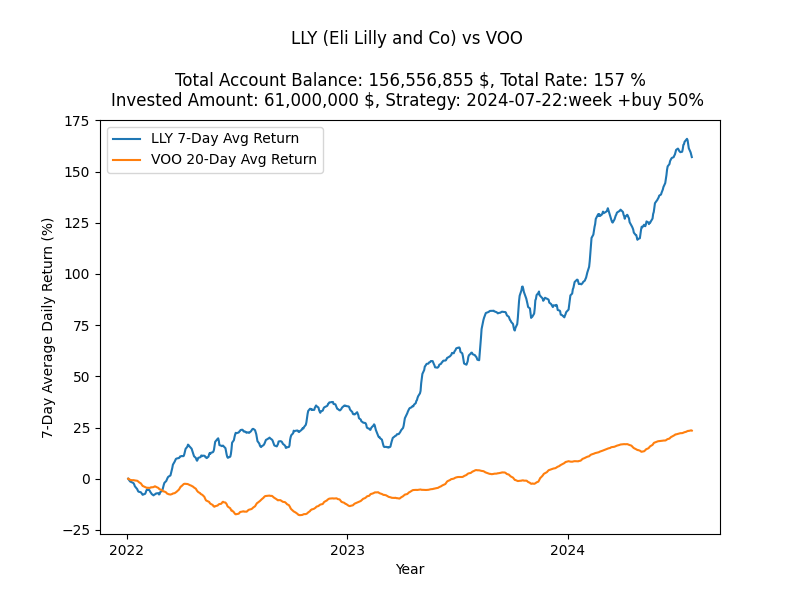 LLY (Eli Lilly and Co) vs VOO
Total Account Balance: 156,556,855 $, Total Rate: 157 %
Invested Amount: 61,000,000 $, Strategy: 2024-07-22:week +buy 50%
LLY 7-Day Avg Return
VOO 20-Day Avg Return
7-Day Average Daily Return (%)
175
150
125
100
75
50
25
0
−25
2022
2023
2024
Year